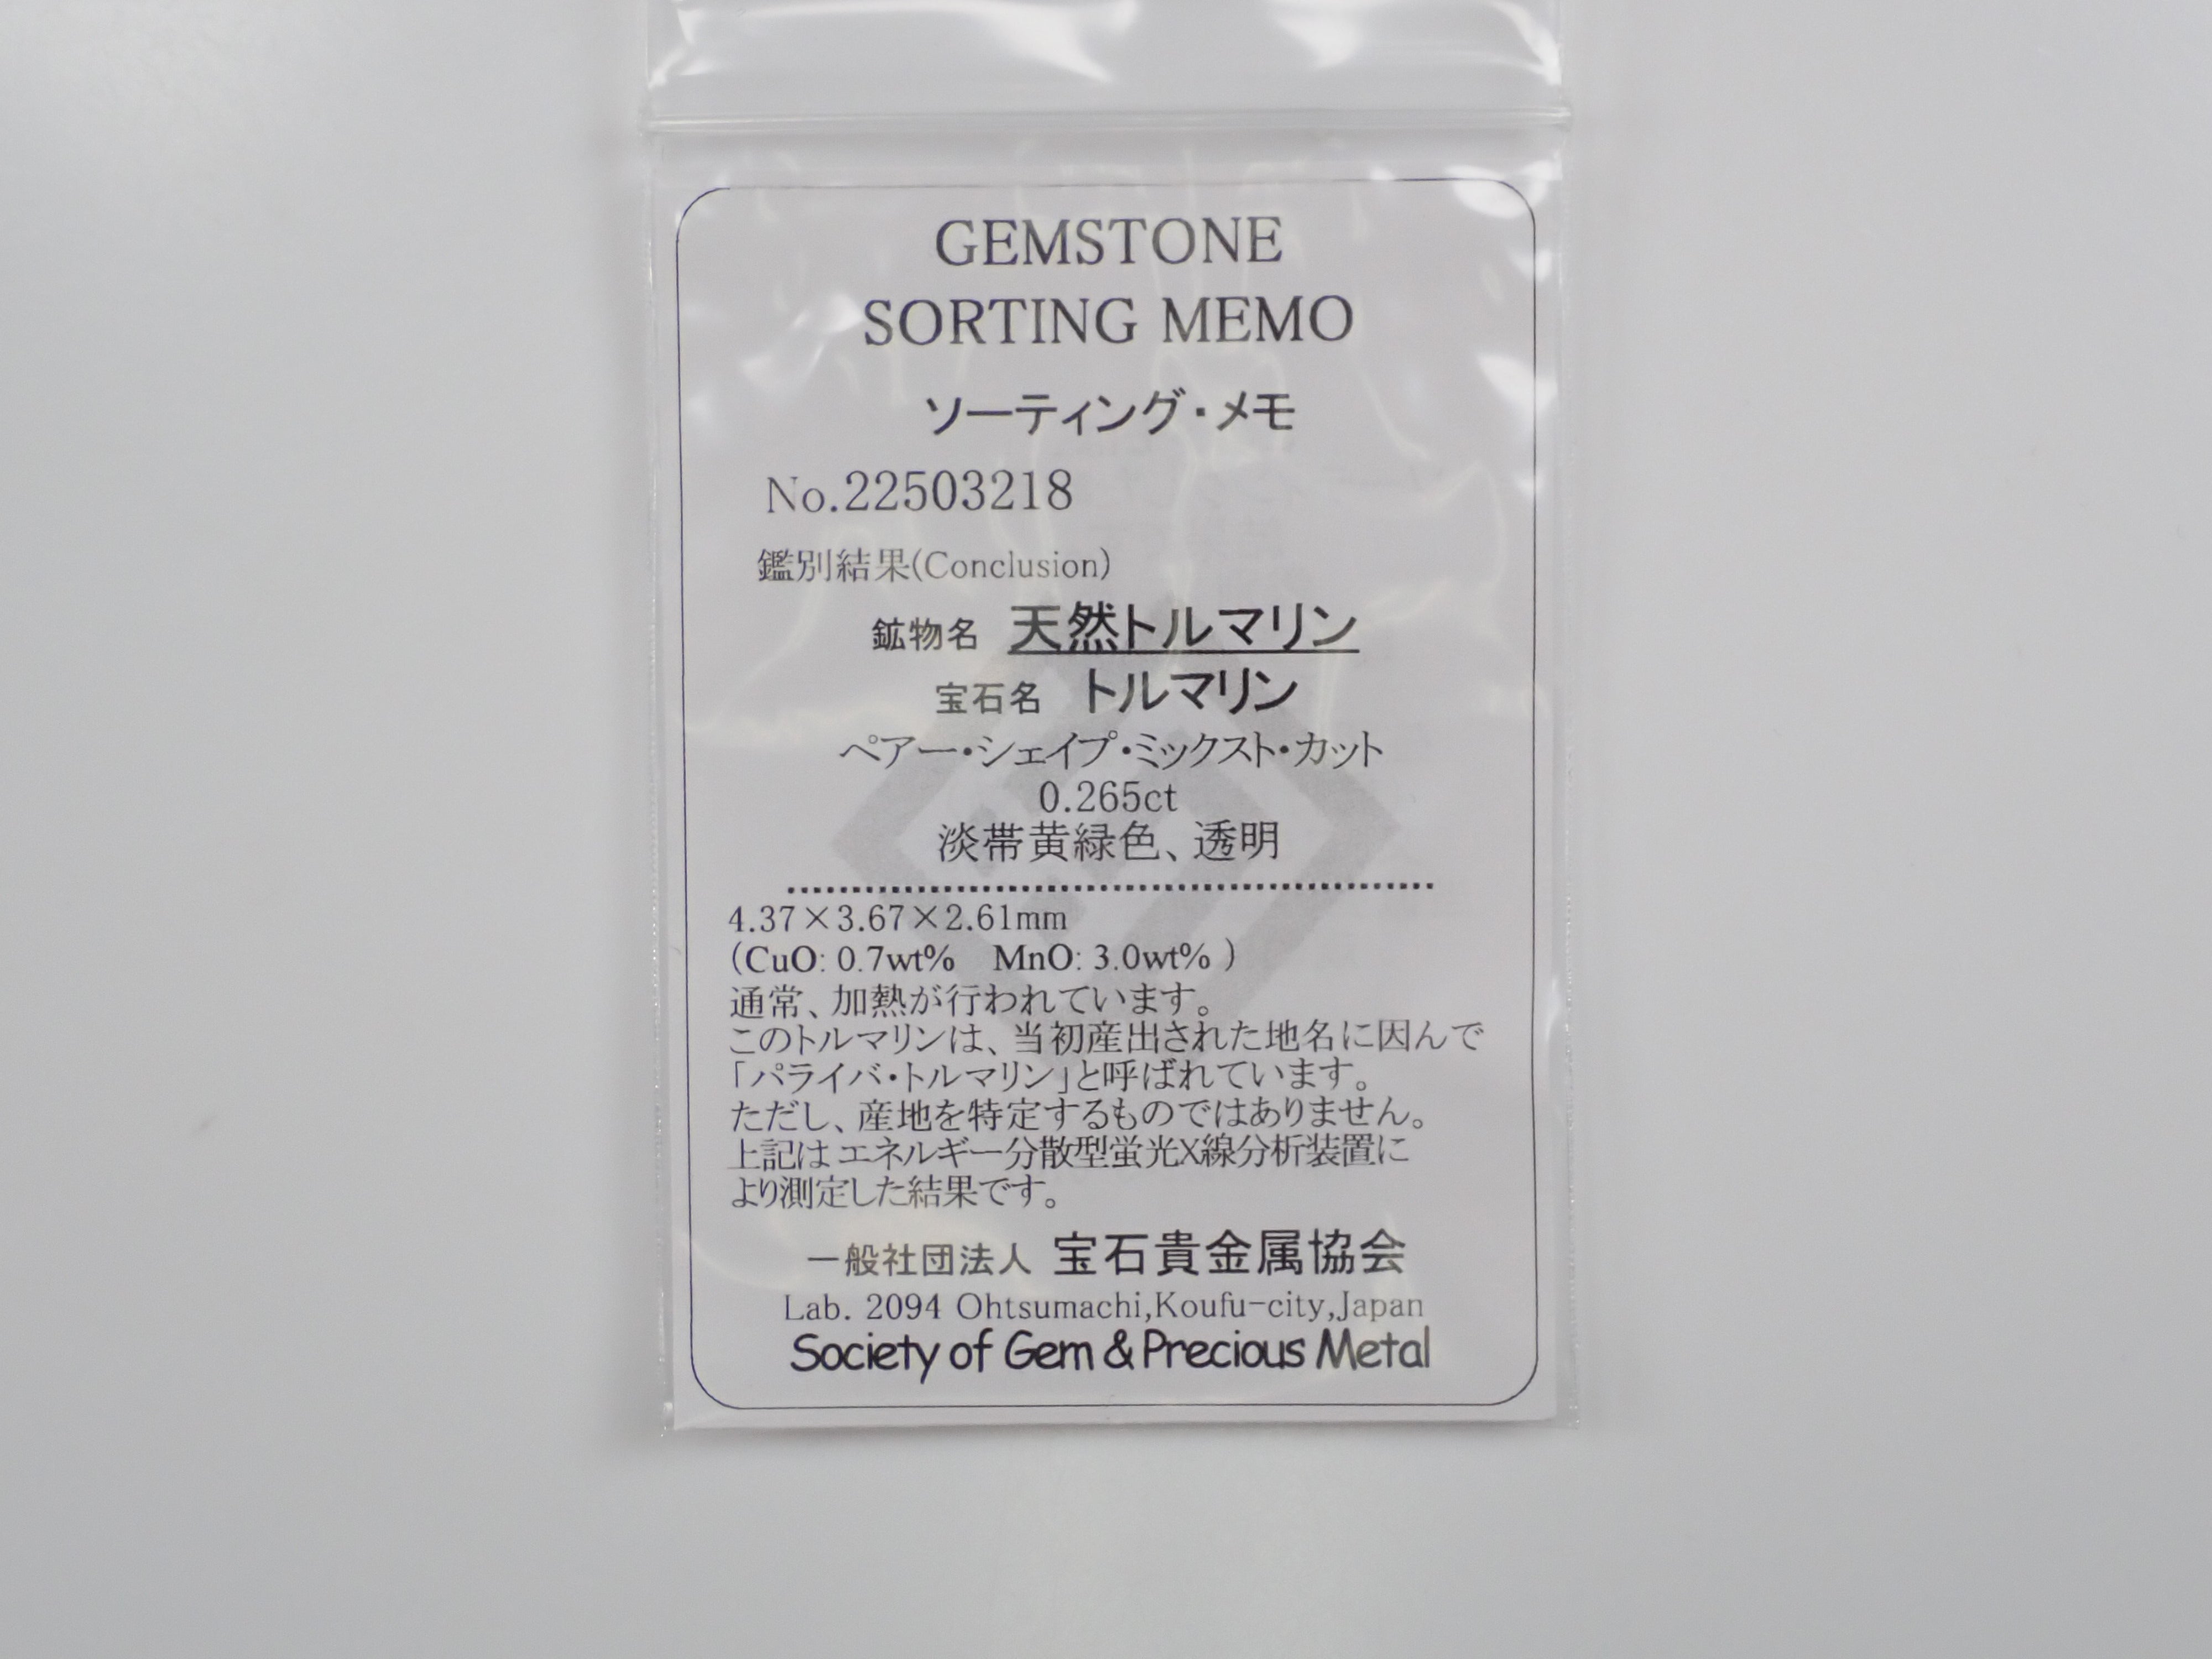 GEMSTONE
SORTING MEMO
ソーティング・メモ
No.22503218
鑑別結果(Conclusion)
鉱物名 天然トルマリン
宝石名 トルマリン
ペアー・シェイプ・ミックスト・カット
0.265ct
淡帯黄緑色、透明
4.37×3.67×2.61mm
(CuO: 0.7wt% MnO: 3.0wt% )
通常、加熱が行われています。
このトルマリンは、当初産出された地名に因んで
「パライバ・トルマリン」と呼ばれています。
ただし、産地を特定するものではありません。
上記は エネルギー分散型蛍光X線分析装置に
より測定した結果です。
一般社団法人 宝石貴金属協会
Lab. 2094 Ohtsumachi,Koufu-city,Japan
Society of Gem & Precious Metal